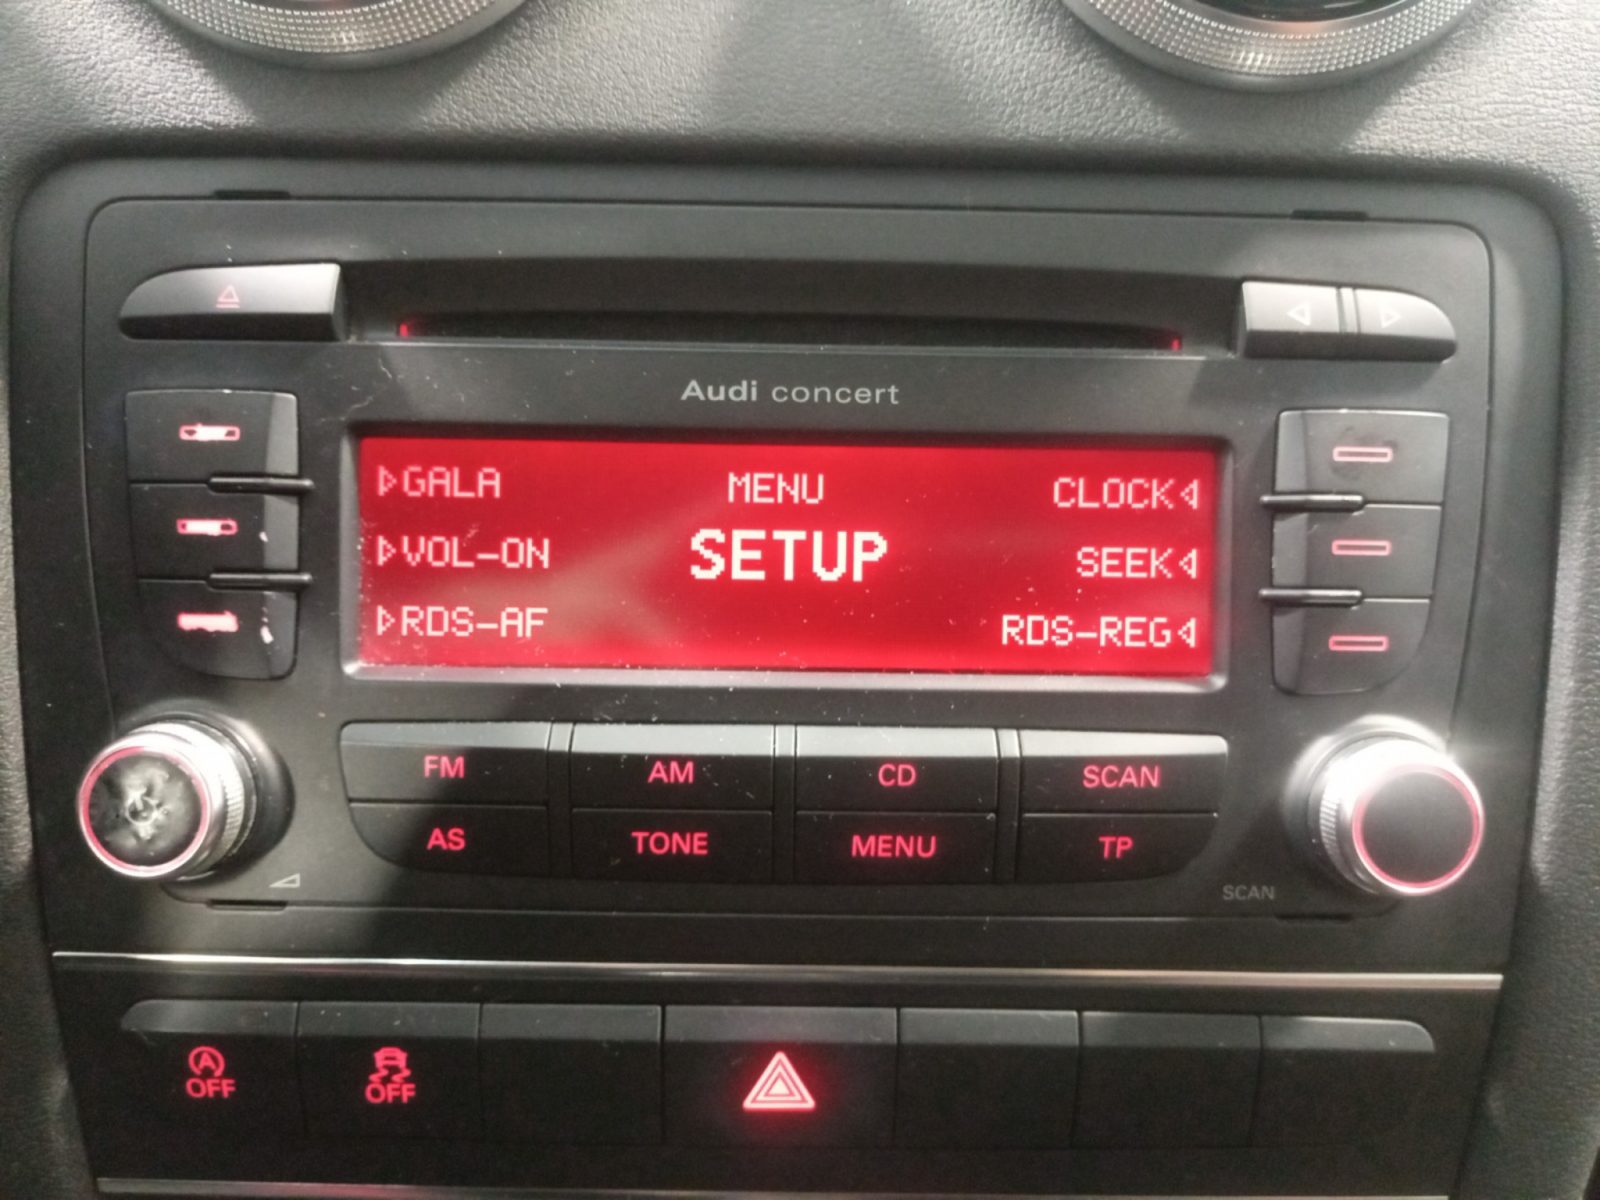 Audi concert
GALA MENU CLOCK
VOL-ON SETUP SEEK
RDS-AF RDS-REG
FM AM CD SCAN
AS TONE MENU TP
SCAN
A OFF OFF